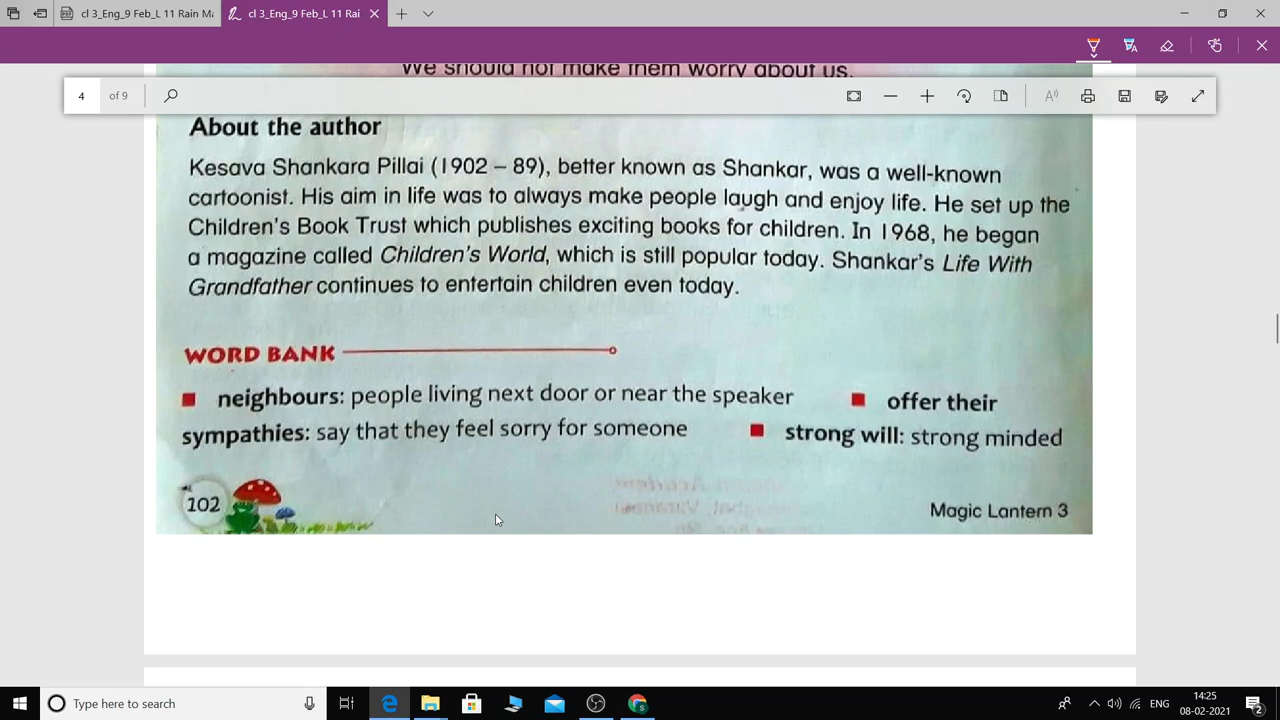 cl 3_Eng_9 Feb_L 11 Rain Ma
cl 3_Eng_9 Feb_L 11 Rai
4 of 9
We should not make them worry about us.
About the author
Kesava Shankara Pillai (1902 – 89), better known as Shankar, was a well-known
cartoonist. His aim in life was to always make people laugh and enjoy life. He set up the
Children's Book Trust which publishes exciting books for children. In 1968, he began
a magazine called Children's World, which is still popular today. Shankar's Life With
Grandfather continues to entertain children even today.
WORD BANK
neighbours: people living next door or near the speaker
offer their
sympathies: say that they feel sorry for someone
strong will: strong minded
102
Magic Lantern 3
Type here to search
ENG
14:25
08-02-2021
2